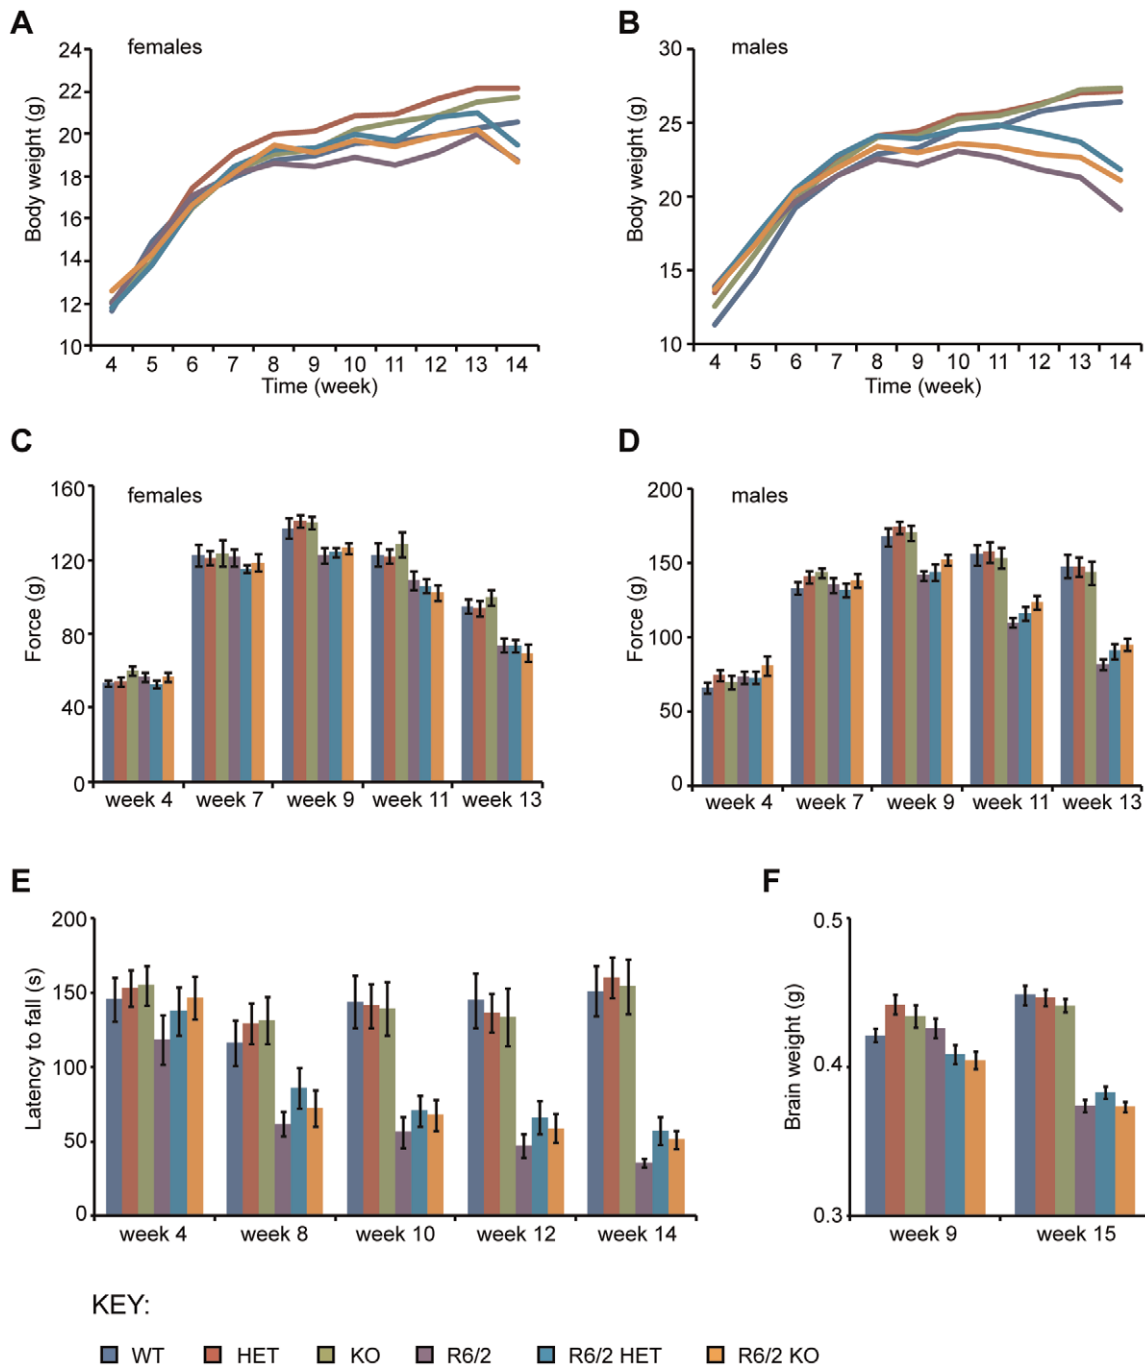 A
females
Body weight (g)
24
22
20
18
16
14
12
10
4 5 6 7 8 9 10 11 12 13 14
Time (week)
B
males
Body weight (g)
30
25
20
15
10
4 5 6 7 8 9 10 11 12 13 14
Time (week)
C
females
Force (g)
160
120
80
40
0
week 4 week 7 week 9 week 11 week 13
D
males
Force (g)
200
150
100
50
0
week 4 week 7 week 9 week 11 week 13
E
Latency to fall (s)
200
150
100
50
0
week 4 week 8 week 10 week 12 week 14
F
Brain weight (g)
0.5
0.4
0.3
week 9 week 15
KEY:
WT HET KO R6/2 R6/2 HET R6/2 KO